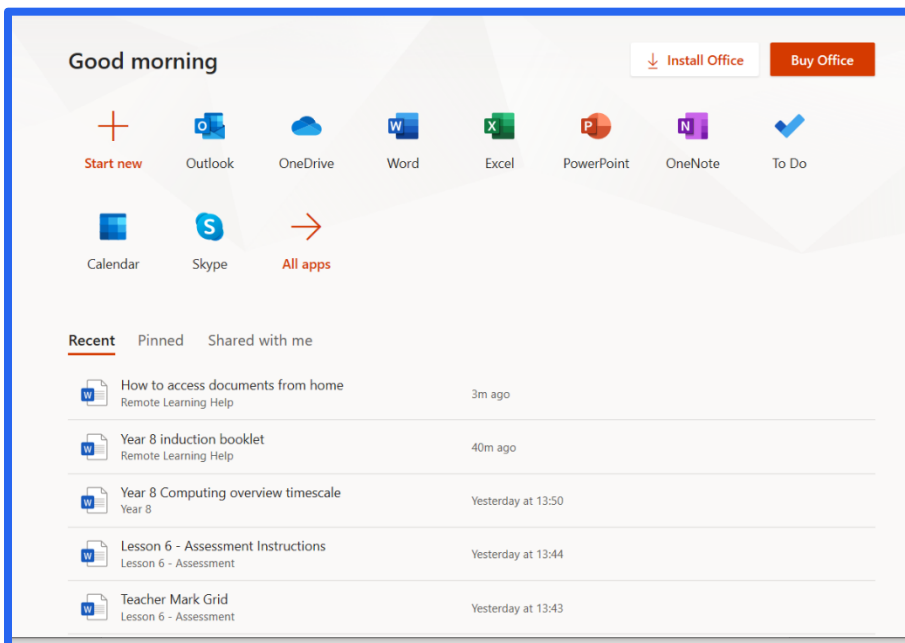 Good morning
Install Office
Buy Office
Start new
Outlook
OneDrive
Word
Excel
PowerPoint
OneNote
To Do
Calendar
Skype
All apps
Recent
Pinned
Shared with me
How to access documents from home
Remote Learning Help
3m ago
Year 8 induction booklet
Remote Learning Help
40m ago
Year 8 Computing overview timescale
Year 8
Yesterday at 13:50
Lesson 6 - Assessment Instructions
Lesson 6 - Assessment
Yesterday at 13:44
Teacher Mark Grid
Lesson 6 - Assessment
Yesterday at 13:43